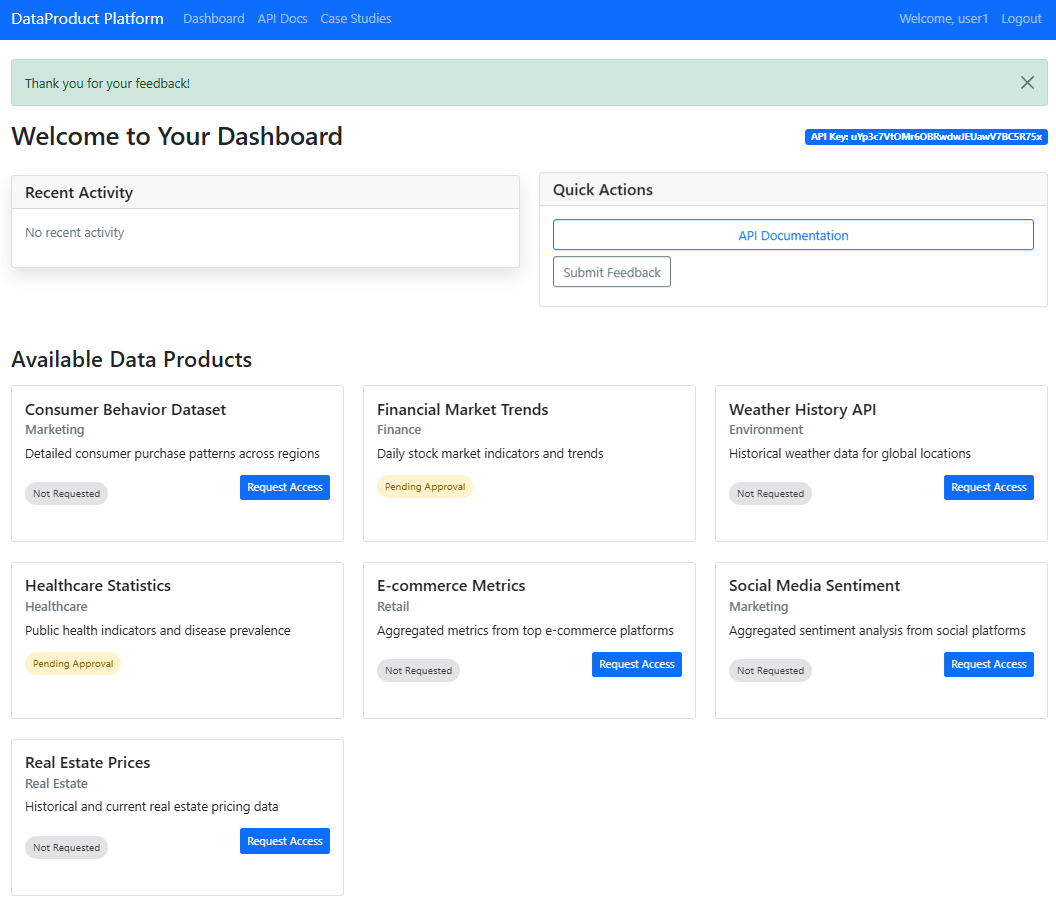 DataProduct Platform Dashboard API Docs Case Studies Welcome, user1 Logout
Thank you for your feedback!
Welcome to Your Dashboard
API Key: uYp3c7VtOMr6OBRwdwJEUawV7BC5R75x
Recent Activity
No recent activity
Quick Actions
API Documentation
Submit Feedback
Available Data Products
Consumer Behavior Dataset
Marketing
Detailed consumer purchase patterns across regions
Not Requested
Request Access
Financial Market Trends
Finance
Daily stock market indicators and trends
Pending Approval
Weather History API
Environment
Historical weather data for global locations
Not Requested
Request Access
Healthcare Statistics
Healthcare
Public health indicators and disease prevalence
Pending Approval
E-commerce Metrics
Retail
Aggregated metrics from top e-commerce platforms
Not Requested
Request Access
Social Media Sentiment
Marketing
Aggregated sentiment analysis from social platforms
Not Requested
Request Access
Real Estate Prices
Real Estate
Historical and current real estate pricing data
Not Requested
Request Access